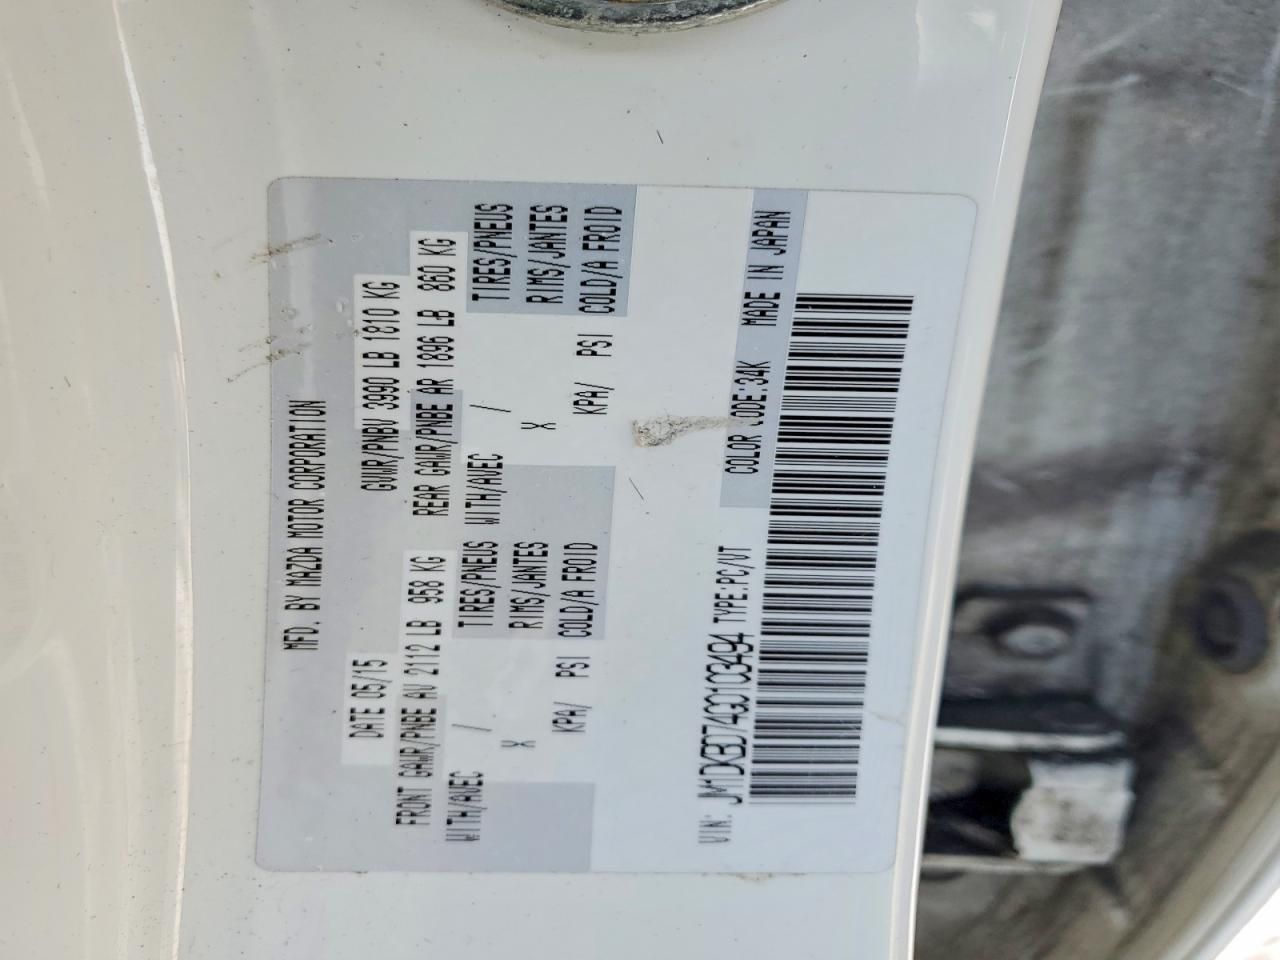 MFD. BY MAZDA MOTOR CORPORATION
DATE 05/15 GVWR/PNBV 3990 LB 1810 KG
FRONT GAWR/PNBE AV 2112 LB 958 KG REAR GAWR/PNBE AR 1896 LB 860 KG
WITH/AVEC / TIRES/PNEUS WITH/AVEC / TIRES/PNEUS
X RIMS/JANTES X RIMS/JANTES
KPA/ PSI COLD/A FROID KPA/ PSI COLD/A FROID
VIN: JM1DKBD74G0103494 TYPE:PC/VT COLOR CODE:34K MADE IN JAPAN